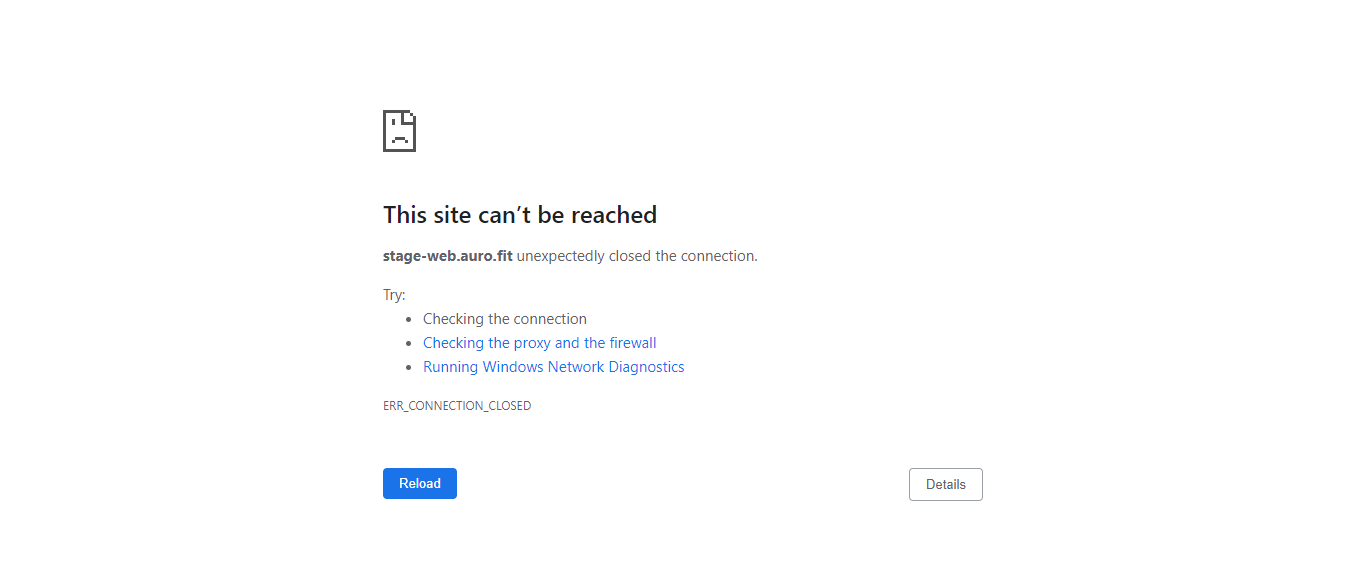 This site can’t be reached
stage-web.auro.fit unexpectedly closed the connection.
Try:
Checking the connection
Checking the proxy and the firewall
Running Windows Network Diagnostics
ERR_CONNECTION_CLOSED
Reload
Details